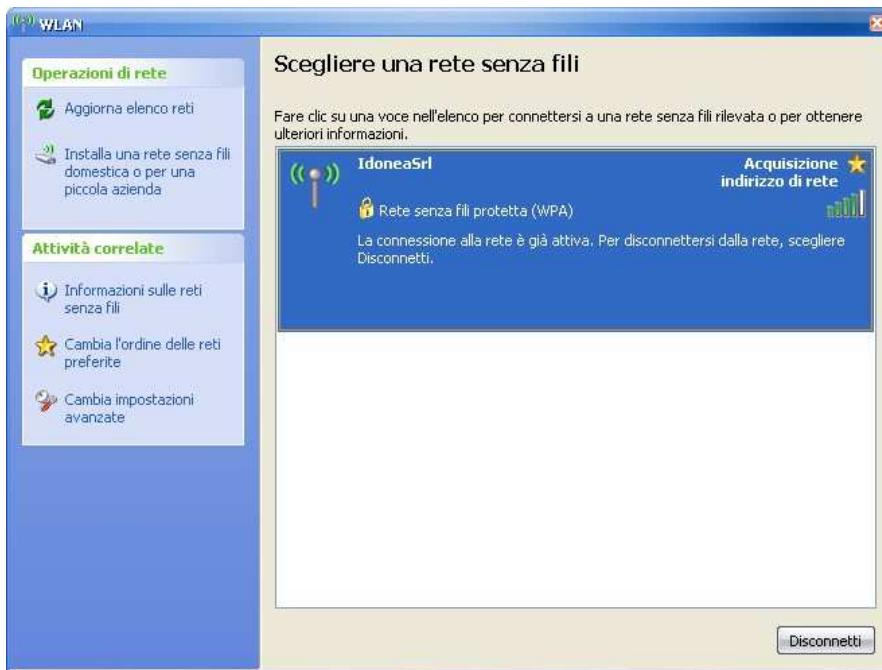 WLAN
Operazioni di rete
Aggiorna elenco reti
Installa una rete senza fili
domestica o per una
piccola azienda
Attività correlate
Informazioni sulle reti
senza fili
Cambia l'ordine delle reti
preferite
Cambia impostazioni
avanzate
Scegliere una rete senza fili
Fare clic su una voce nell'elenco per connettersi a una rete senza fili rilevata o per ottenere
ulteriori informazioni.
IdoneaSrl
Acquisizione
indirizzo di rete
Rete senza fili protetta (WPA)
La connessione alla rete è già attiva. Per disconnettersi dalla rete, scegliere
Disconnetti.
Disconnetti